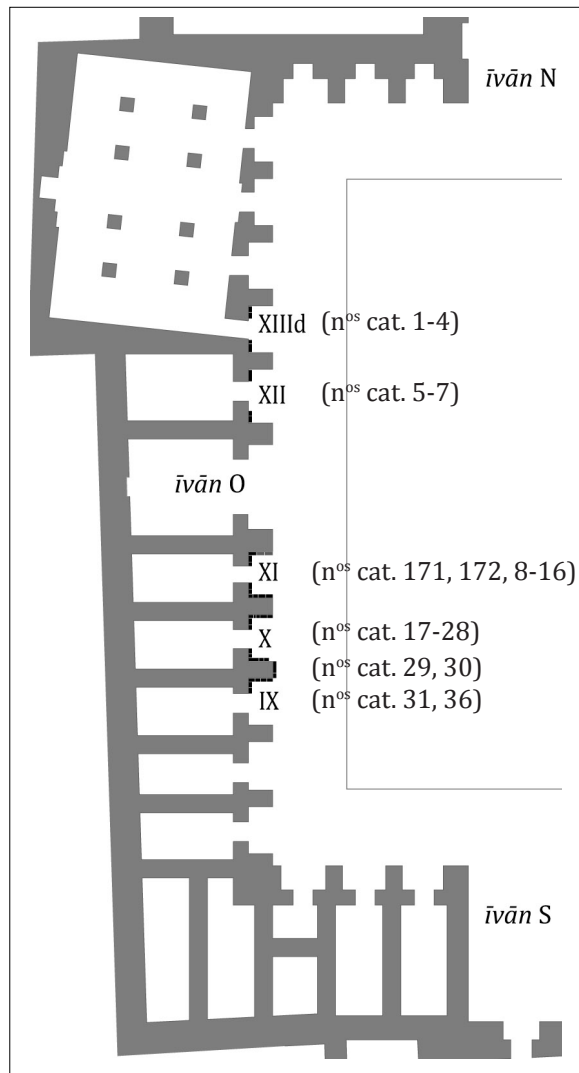 īvān N
XIIId (nos cat. 1-4)
XII (nos cat. 5-7)
īvān O
XI (nos cat. 171, 172, 8-16)
X (nos cat. 17-28)
(nos cat. 29, 30)
IX (nos cat. 31, 36)
īvān S